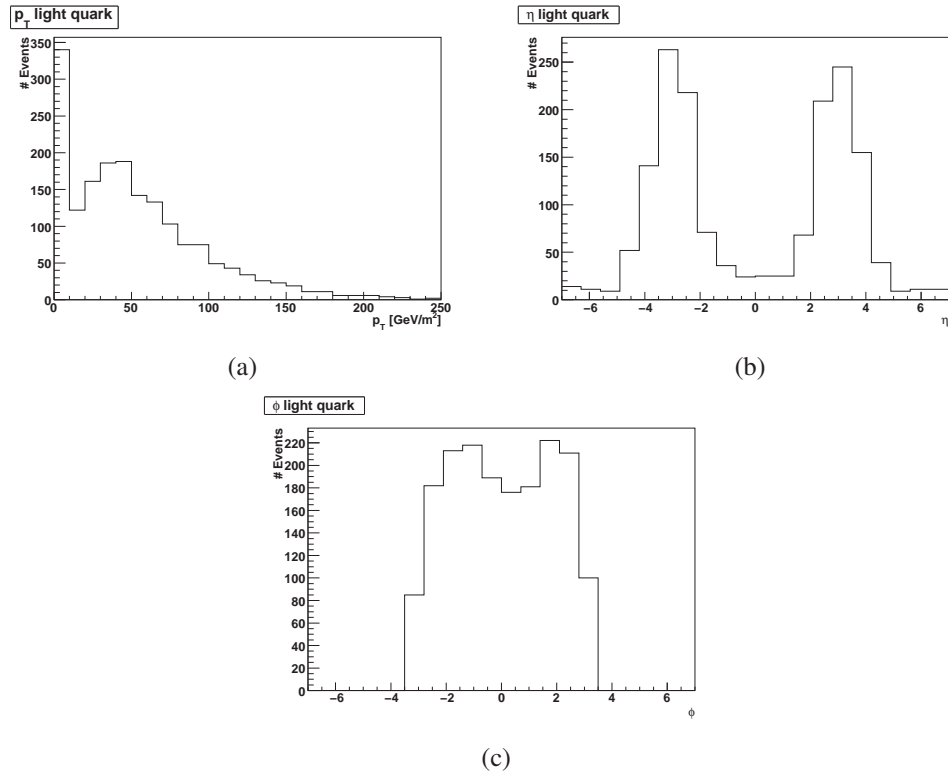 p_T light quark
# Events
350
300
250
200
150
100
50
0
0 50 100 150 200 250
p_T [GeV/m²]
(a)
η light quark
# Events
250
200
150
100
50
0
−6 −4 −2 0 2 4 6
η
(b)
φ light quark
# Events
220
200
180
160
140
120
100
80
60
40
20
0
−6 −4 −2 0 2 4 6
φ
(c)